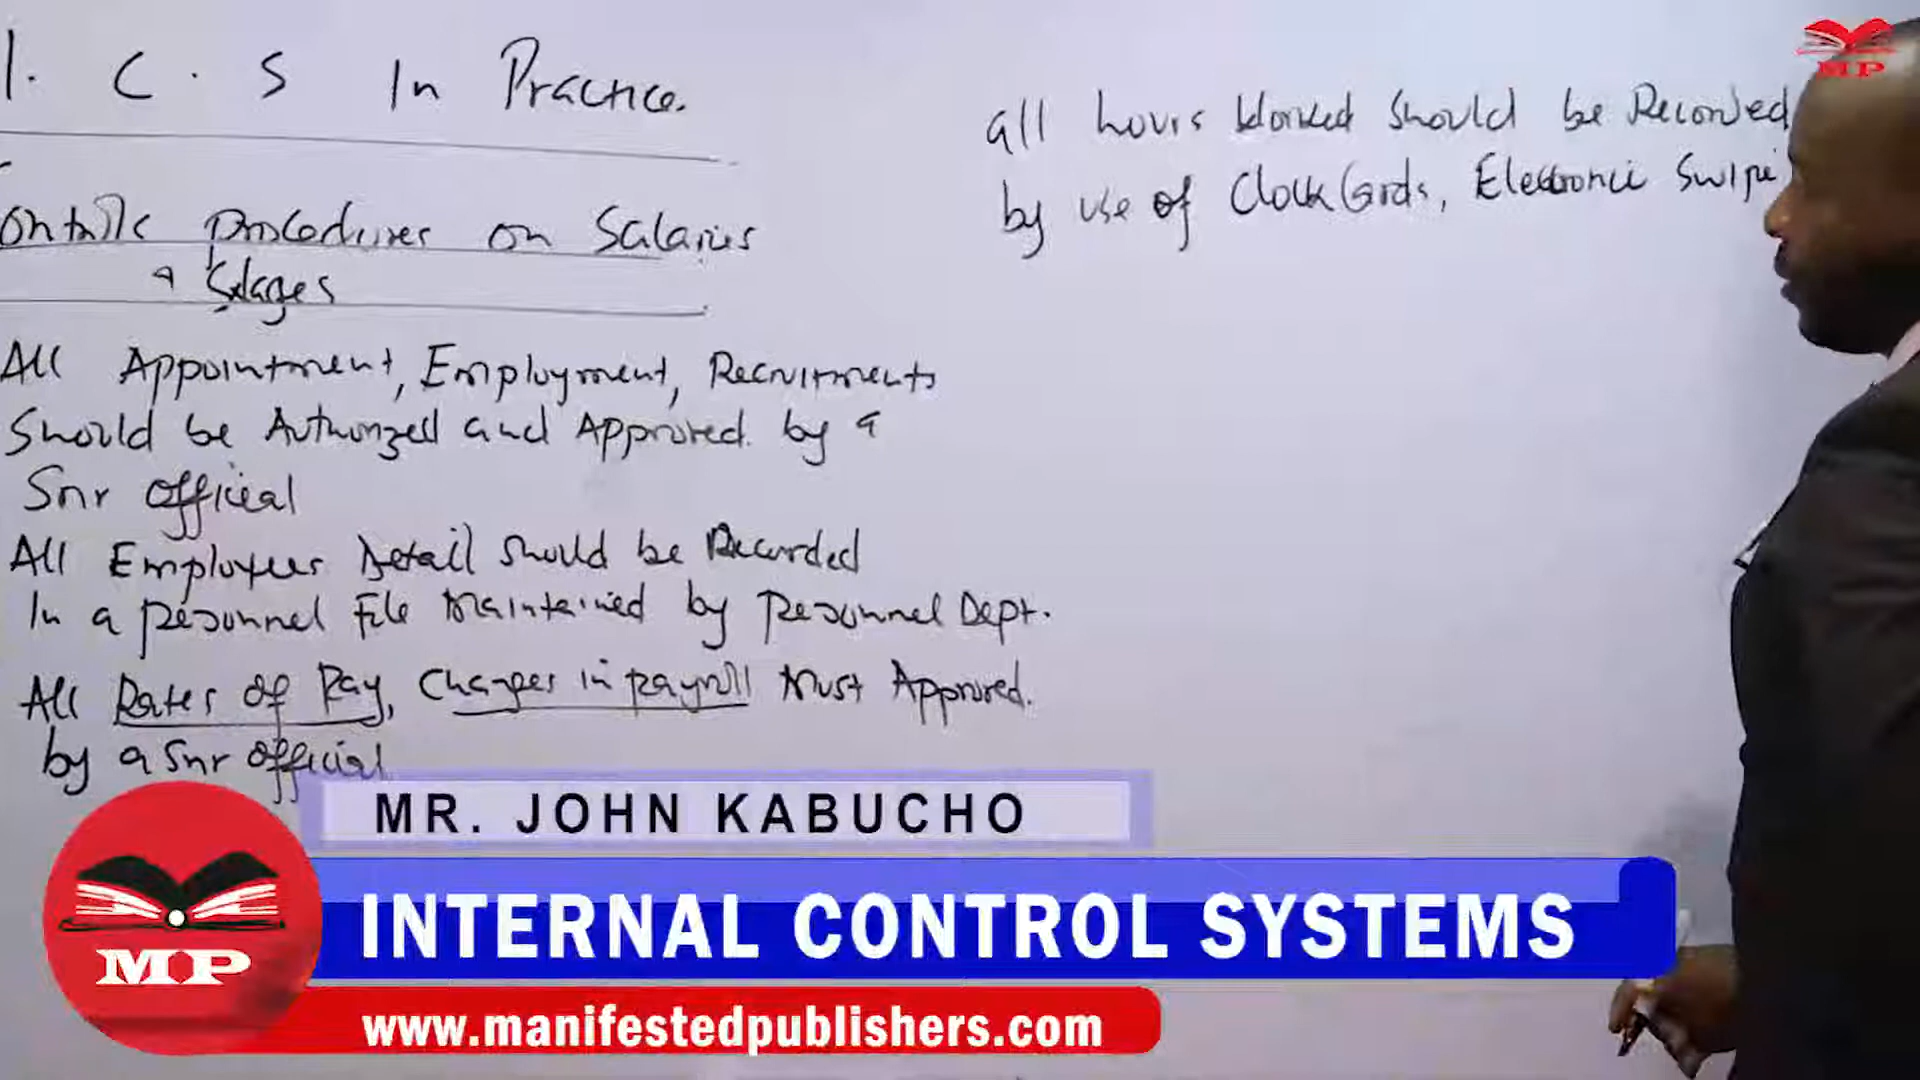 I. C. S In Practice.
ontrols procedures on Salaries
& Wages
All Appointment, Employment, Recruitments
Should be Authorized and Approved by a
Snr Official
All Employees Detail should be Recorded
In a personnel File Maintained by Personnel Dept.
All Rates of Pay, Changes in payroll Must Approved.
by a Snr official
all hours Worked Should be Recorded
by use of Clock Cards, Electronic Swipe
MP
MR. JOHN KABUCHO
INTERNAL CONTROL SYSTEMS
MP
www.manifestedpublishers.com